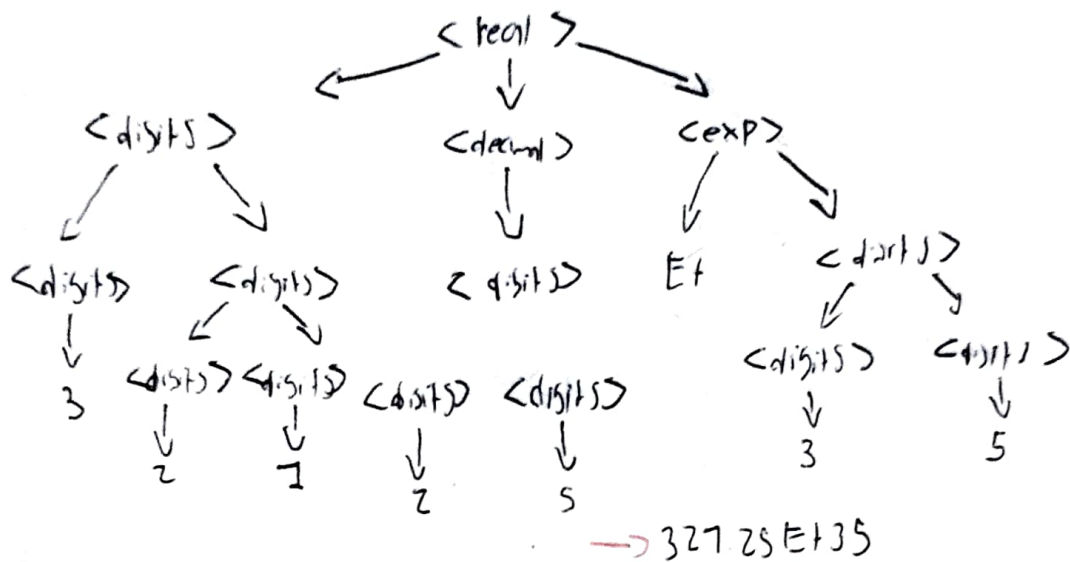 <real>
<digits> <decimal> <exp>
<digits> <digits> <digits> E+ <digits>
<digits> <digits>
3 <digits> <digits> <digits> <digits>
2 7 2 5 3 5
→ 327.25E+35